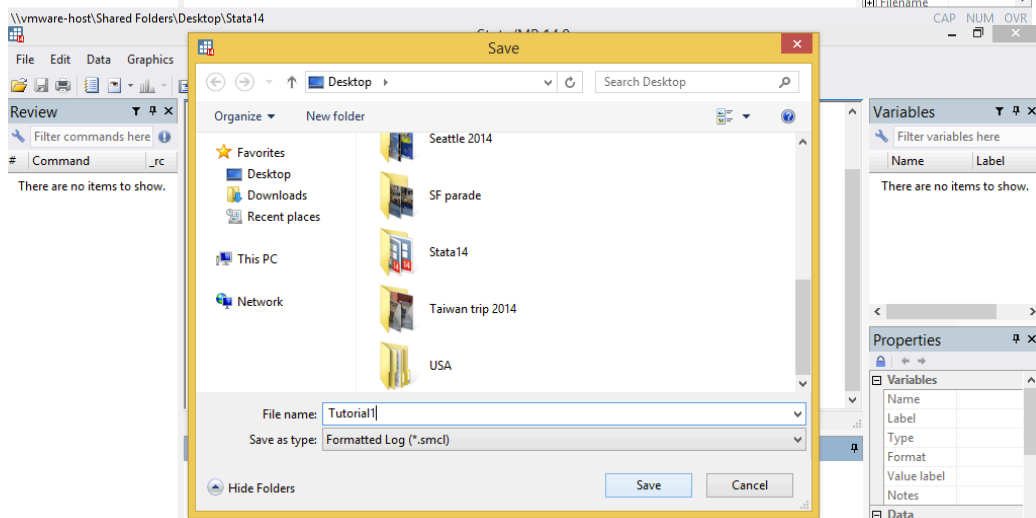 Filename
\\vmware-host\Shared Folders\Desktop\Stata14
CAP NUM OVR
Save
File Edit Data Graphics
Desktop
Search Desktop
Organize
New folder
Review
Filter commands here
# Command _rc
There are no items to show.
Favorites
Desktop
Downloads
Recent places
This PC
Network
Seattle 2014
SF parade
Stata14
Taiwan trip 2014
USA
File name: Tutorial1
Save as type: Formatted Log (*.smcl)
Hide Folders
Save
Cancel
Variables
Filter variables here
Name Label
There are no items to show.
Properties
Variables
Name
Label
Type
Format
Value label
Notes
Data